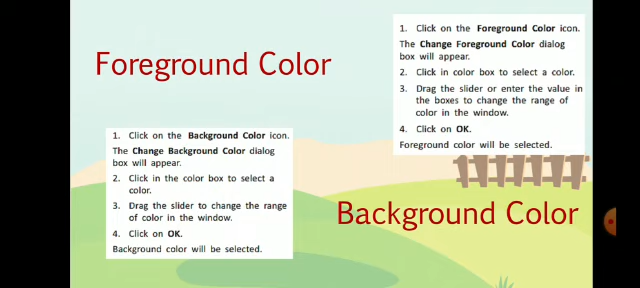 Foreground Color
1. Click on the Foreground Color icon.
The Change Foreground Color dialog
box will appear.
2. Click in color box to select a color.
3. Drag the slider or enter the value in
the boxes to change the range of
color in the window.
4. Click on OK.
Foreground color will be selected.
1. Click on the Background Color icon.
The Change Background Color dialog
box will appear.
2. Click in the color box to select a
color.
3. Drag the slider to change the range
of color in the window.
4. Click on OK.
Background color will be selected.
Background Color